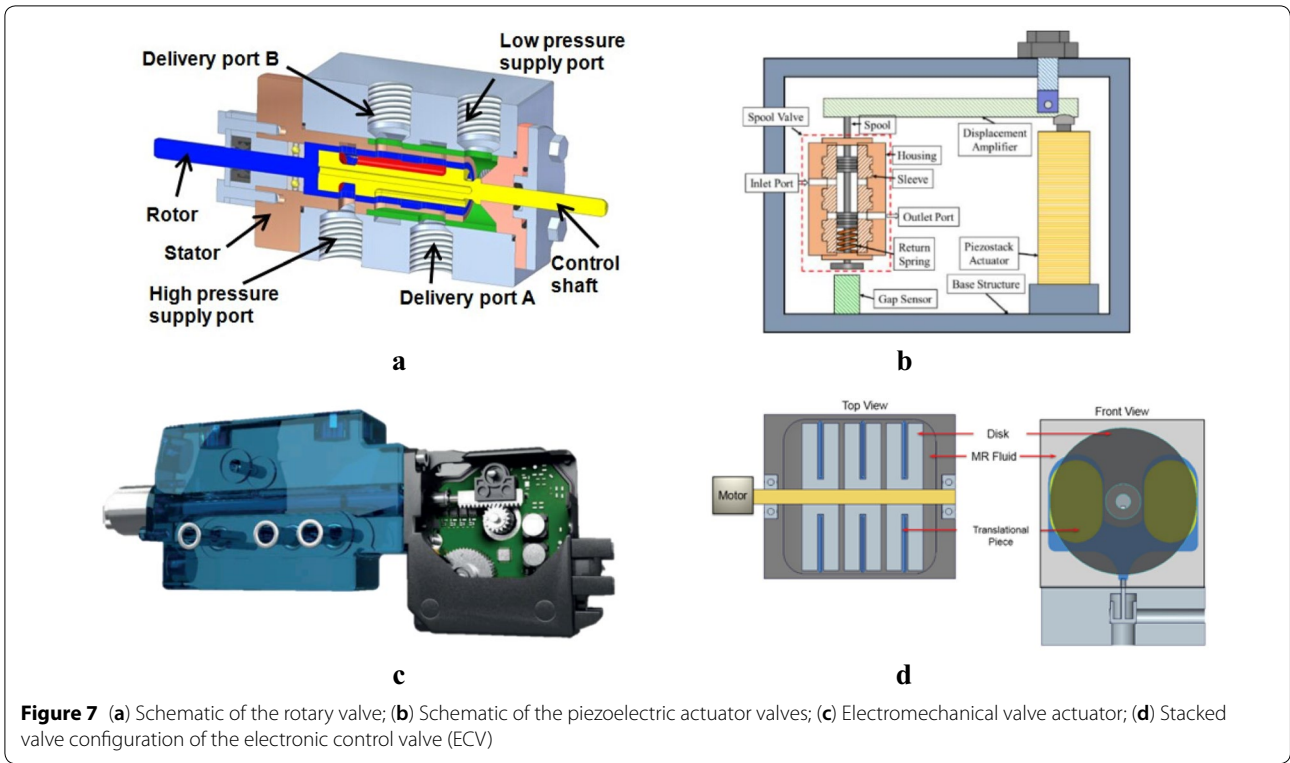 Delivery port B
Low pressure
supply port
Rotor
Stator
High pressure
supply port
Delivery port A
Control
shaft
a
Spool Valve
Spool
Displacement
Amplifier
Housing
Inlet Port
Sleeve
Outlet Port
Return
Spring
Piezostack
Actuator
Base Structure
Gap Sensor
b
c
Top View
Front View
Disk
MR Fluid
Motor
Translational
Piece
d
Figure 7 (a) Schematic of the rotary valve; (b) Schematic of the piezoelectric actuator valves; (c) Electromechanical valve actuator; (d) Stacked
valve configuration of the electronic control valve (ECV)